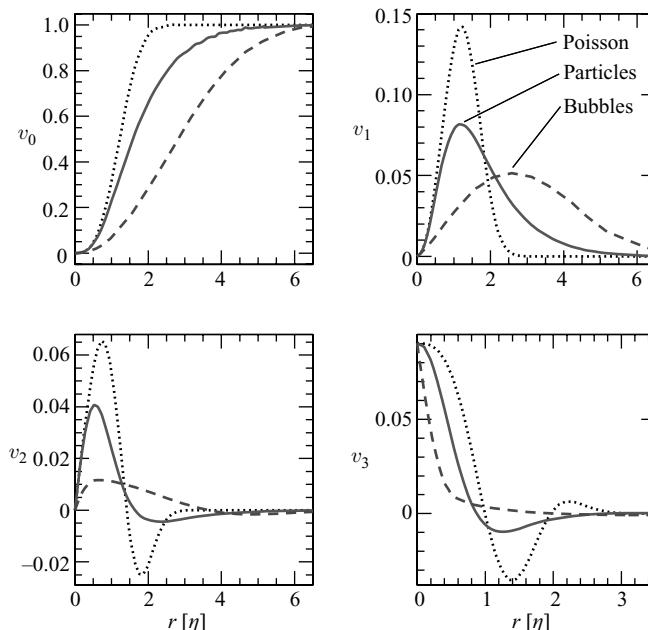 1.0
0.8
0.6
0.4
0.2
0
v0
0 2 4 6
0.15
0.10
0.05
0.00
v1
Poisson
Particles
Bubbles
0 2 4 6
0.06
0.04
0.02
0
–0.02
v2
0 2 4 6
r [η]
0.05
0
v3
0 1 2 3
r [η]